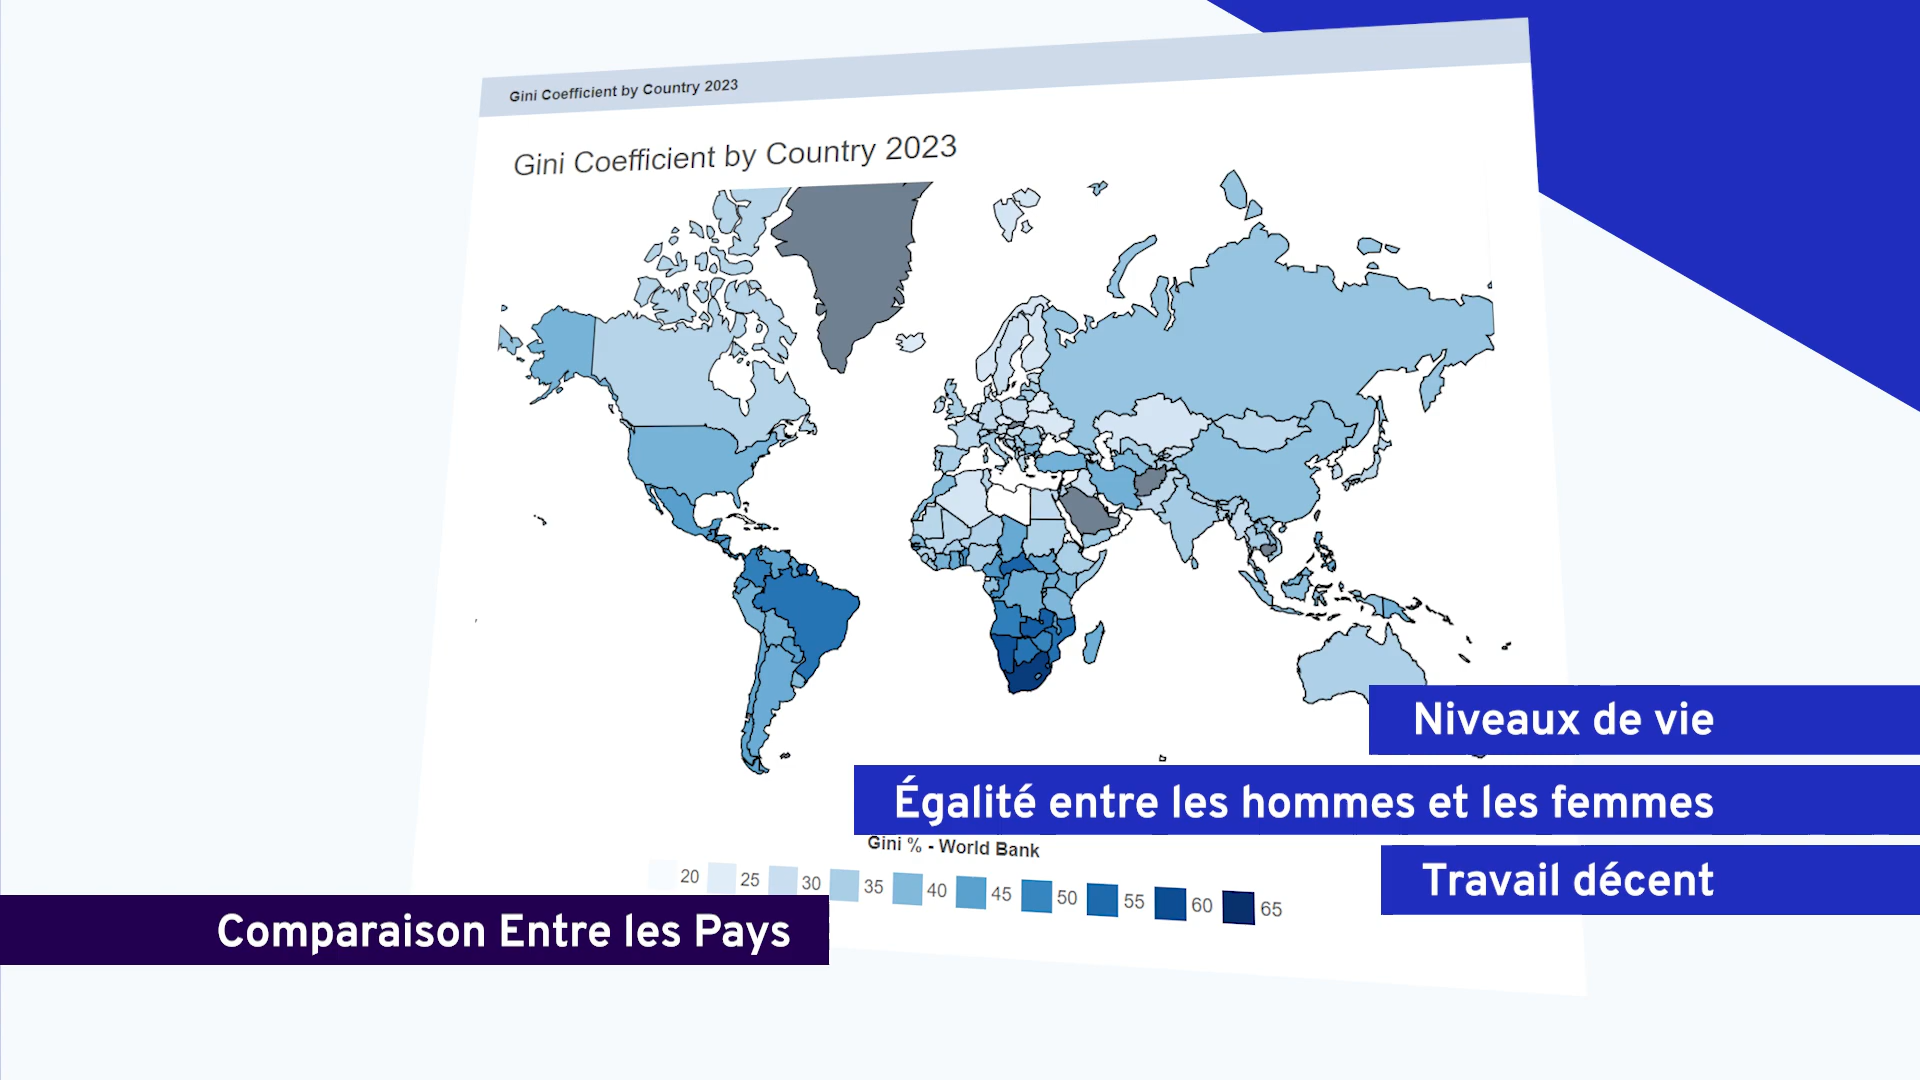 Gini Coefficient by Country 2023
Gini Coefficient by Country 2023
Niveaux de vie
Égalité entre les hommes et les femmes
Gini % - World Bank
Travail décent
20 25 30 35 40 45 50 55 60 65
Comparaison Entre les Pays